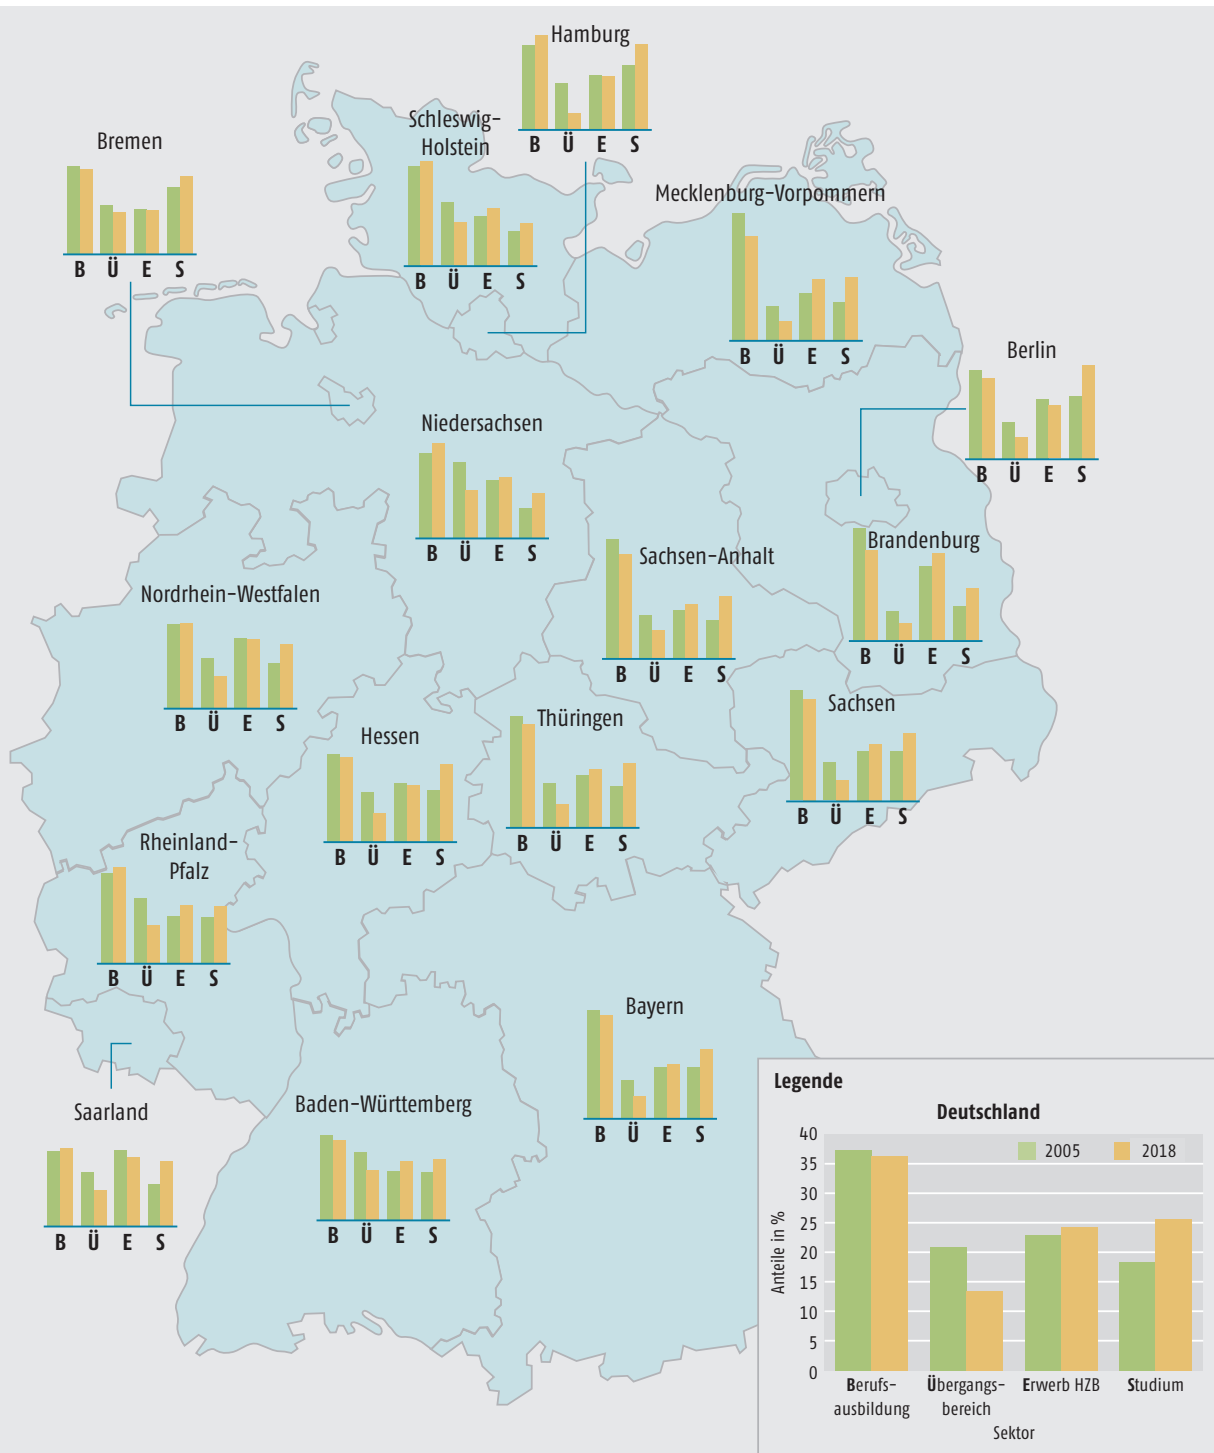 Hamburg
B Ü E S
Schleswig-
Holstein
B Ü E S
Bremen
B Ü E S
Mecklenburg-Vorpommern
B Ü E S
Berlin
B Ü E S
Niedersachsen
B Ü E S
Brandenburg
B Ü E S
Sachsen-Anhalt
B Ü E S
Nordrhein-Westfalen
B Ü E S
Sachsen
B Ü E S
Thüringen
B Ü E S
Hessen
B Ü E S
Rheinland-
Pfalz
B Ü E S
Bayern
B Ü E S
Saarland
B Ü E S
Baden-Württemberg
B Ü E S
Legende
Deutschland
2005 2018
Anteile in %
40
35
30
25
20
15
10
5
0
Berufs-
ausbildung
Übergangs-
bereich
Erwerb HZB
Studium
Sektor